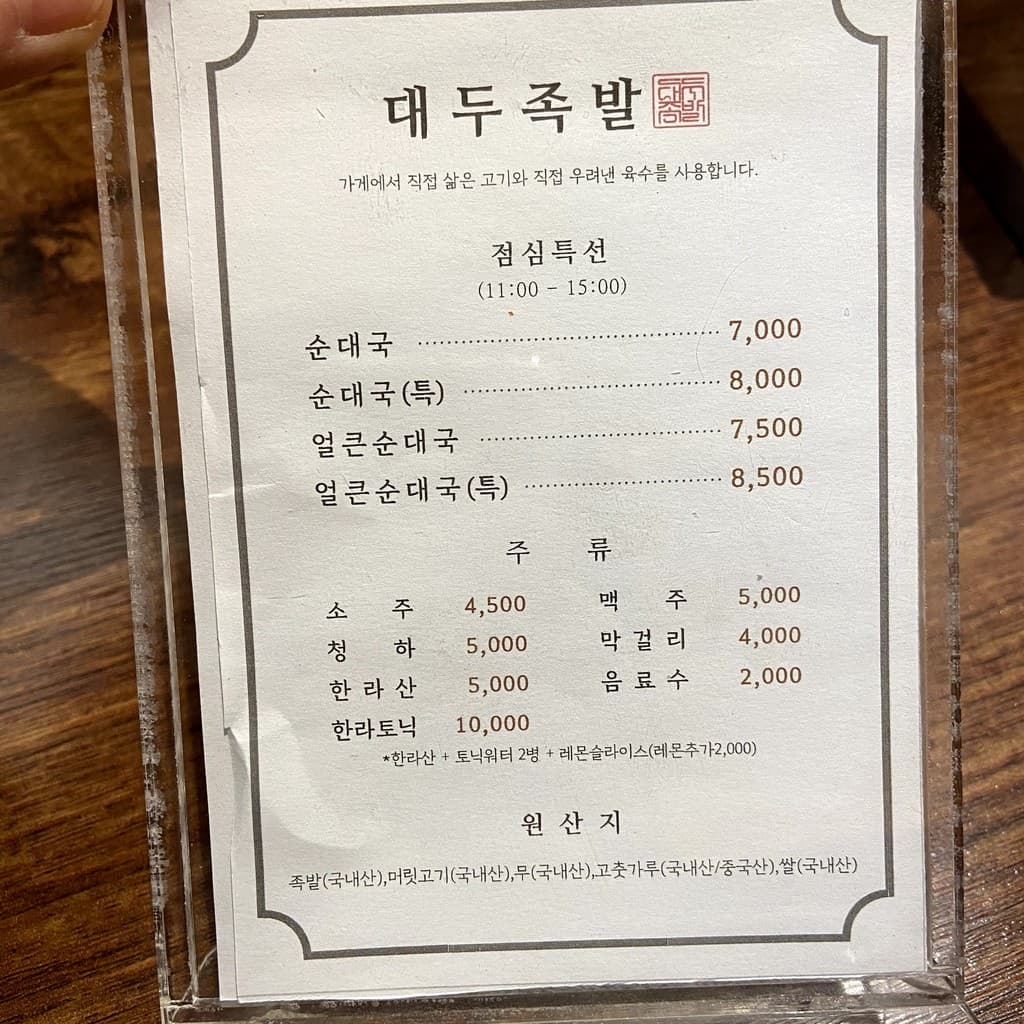 대두족발 대두족발
가게에서 직접 삶은 고기와 직접 우려낸 육수를 사용합니다.
점심특선
(11:00 - 15:00)
순대국 7,000
순대국(특) 8,000
얼큰순대국 7,500
얼큰순대국(특) 8,500
주 류
소 주 4,500 맥 주 5,000
청 하 5,000 막걸리 4,000
한라산 5,000 음료수 2,000
한라토닉 10,000
*한라산 + 토닉워터 2병 + 레몬슬라이스(레몬추가2,000)
원산지
족발(국내산),머릿고기(국내산),무(국내산),고춧가루(국내산/중국산),쌀(국내산)